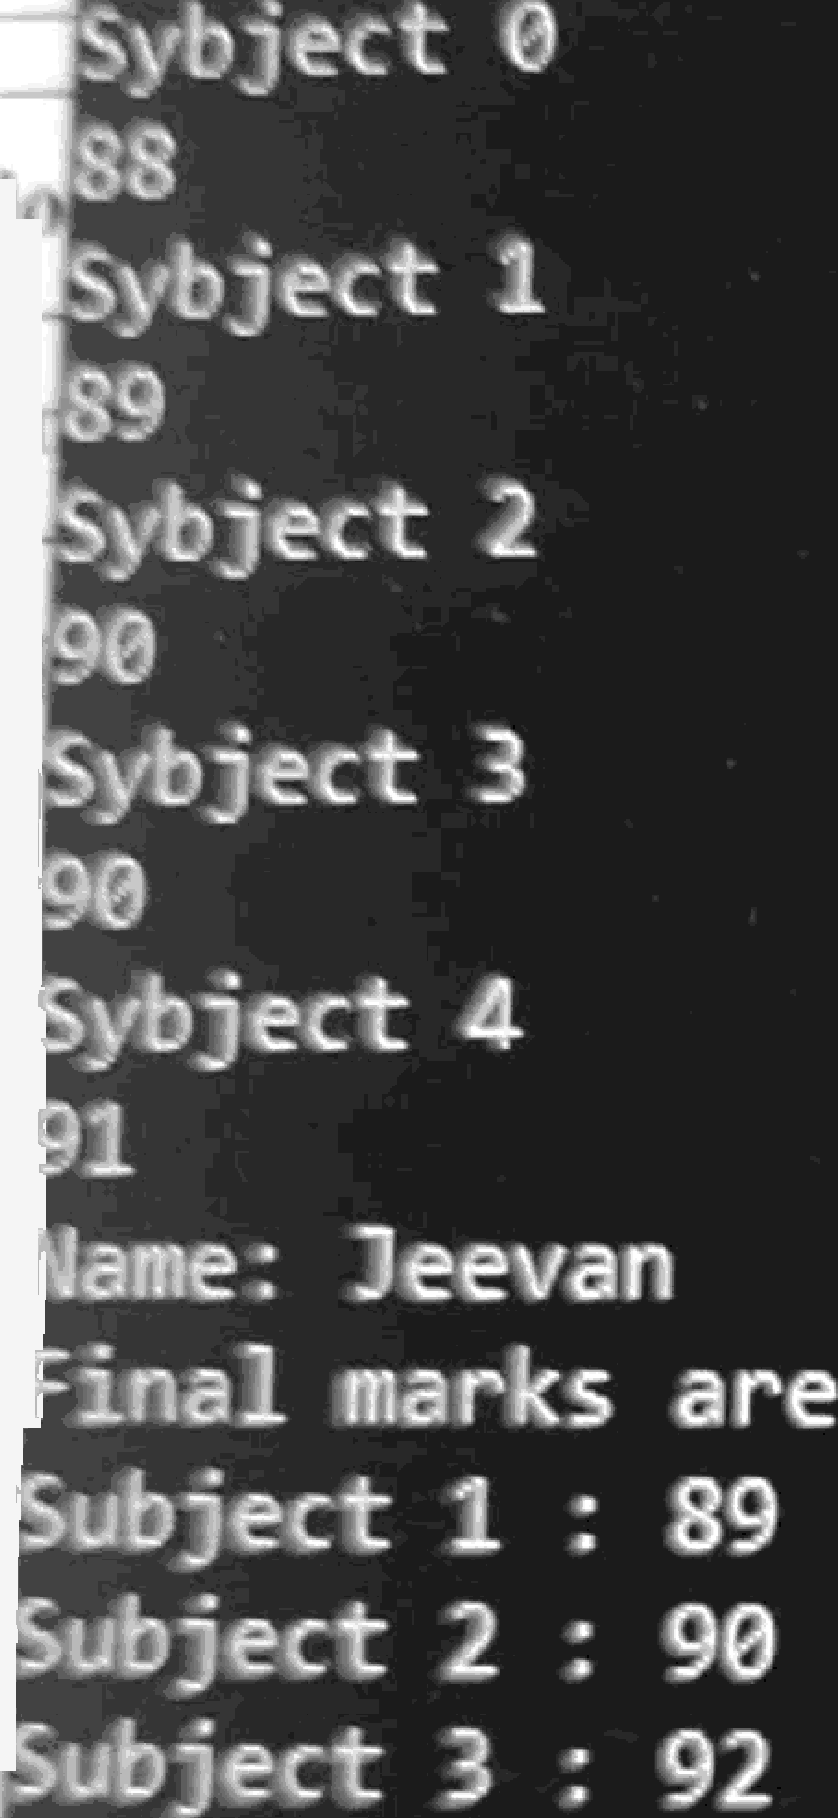 Sybject 0
88
Sybject 1
89
Sybject 2
90
Sybject 3
90
Sybject 4
91
Name: Jeevan
Final marks are
Subject 1 : 89
Subject 2 : 90
Subject 3 : 92